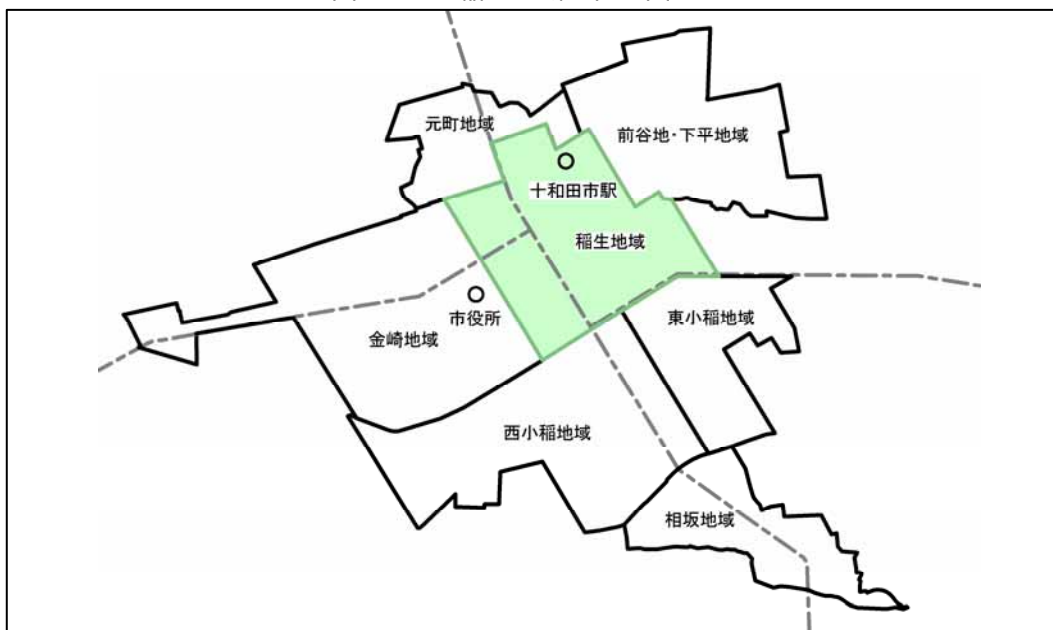 元町地域
前谷地・下平地域
十和田市駅
稲生地域
市役所
東小稲地域
金崎地域
西小稲地域
相坂地域